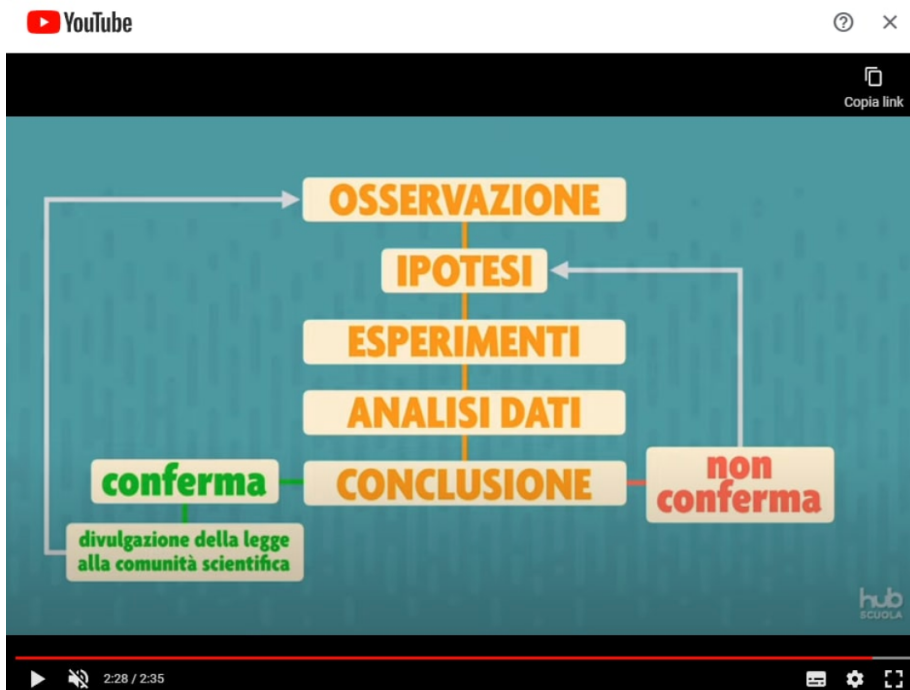 YouTube
Copia link
OSSERVAZIONE
IPOTESI
ESPERIMENTI
ANALISI DATI
CONCLUSIONE
conferma
non
conferma
divulgazione della legge
alla comunità scientifica
hub
SCUOLA
2:28 / 2:35